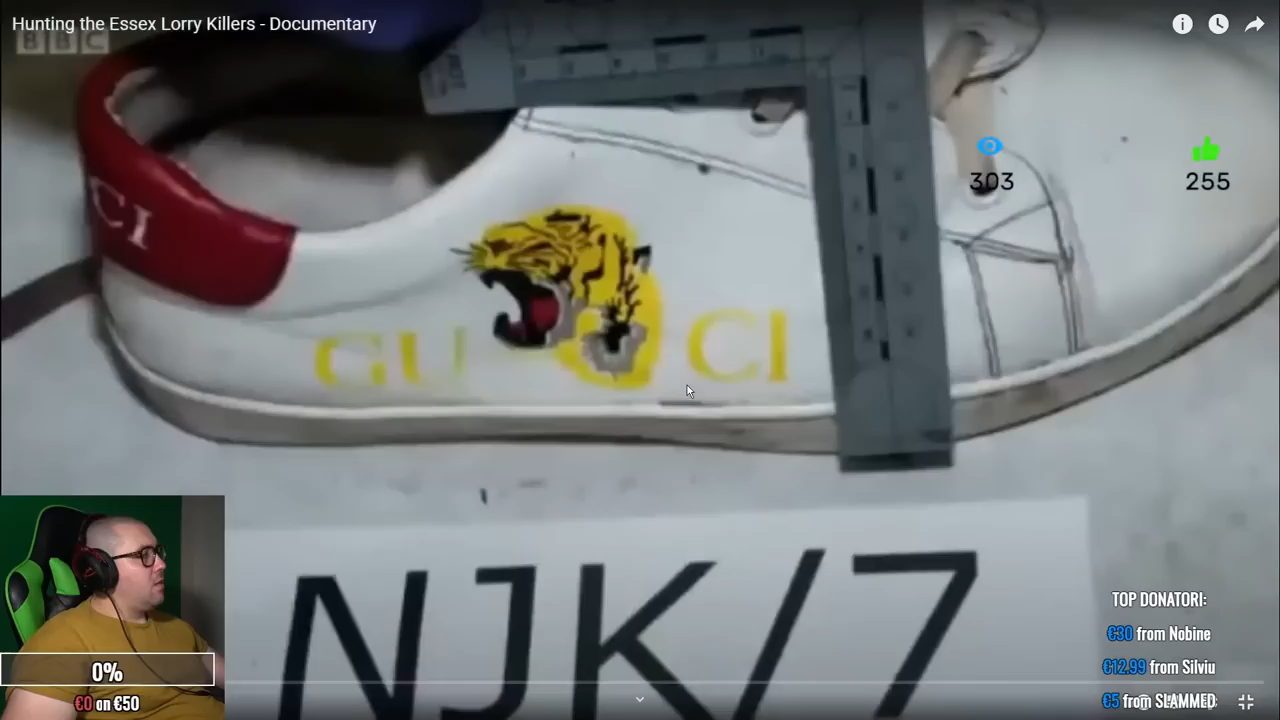 Hunting the Essex Lorry Killers - Documentary
BBC
303
255
CI
GU CI
NJK/7
TOP DONATORI:
€30 from Nobine
€12.99 from Silviu
€5 from SLAMMED
0%
€0 on €50